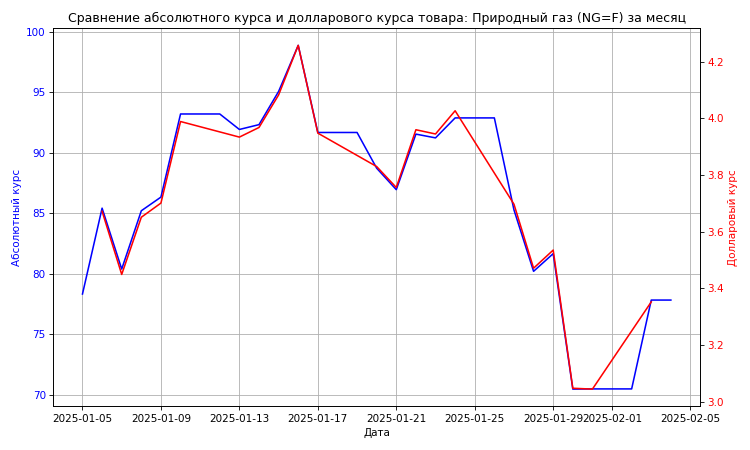 Сравнение абсолютного курса и долларового курса товара: Природный газ (NG=F) за месяц
100
95
90
85
80
75
70
Абсолютный курс
4.2
4.0
3.8
3.6
3.4
3.2
3.0
Долларовый курс
2025-01-05 2025-01-09 2025-01-13 2025-01-17 2025-01-21 2025-01-25 2025-01-29 2025-02-01 2025-02-05
Дата